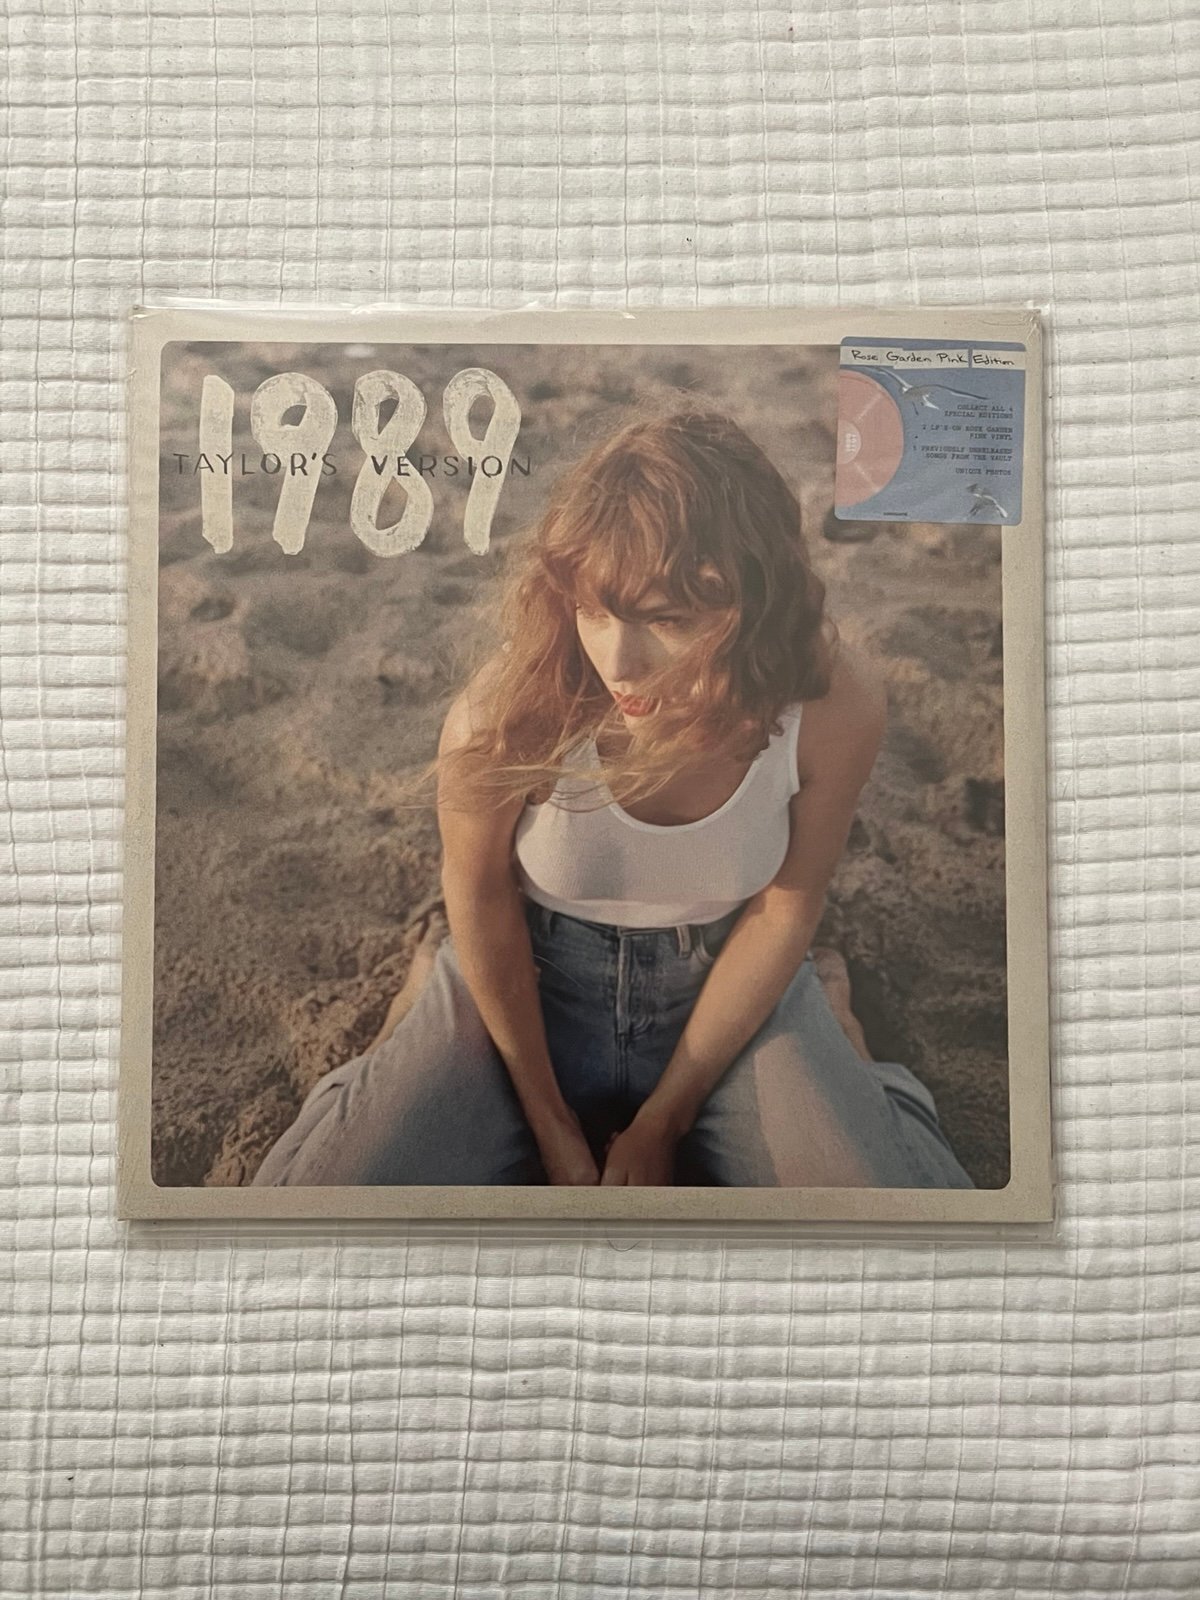 1989
TAYLOR'S VERSION
Rose Garden Pink Edition
COLLECT ALL 4
SPECIAL EDITIONS
2 LP'S ON ROSE GARDEN
PINK VINYL
5 PREVIOUSLY UNRELEASED
SONGS FROM THE VAULT
UNIQUE PHOTOS